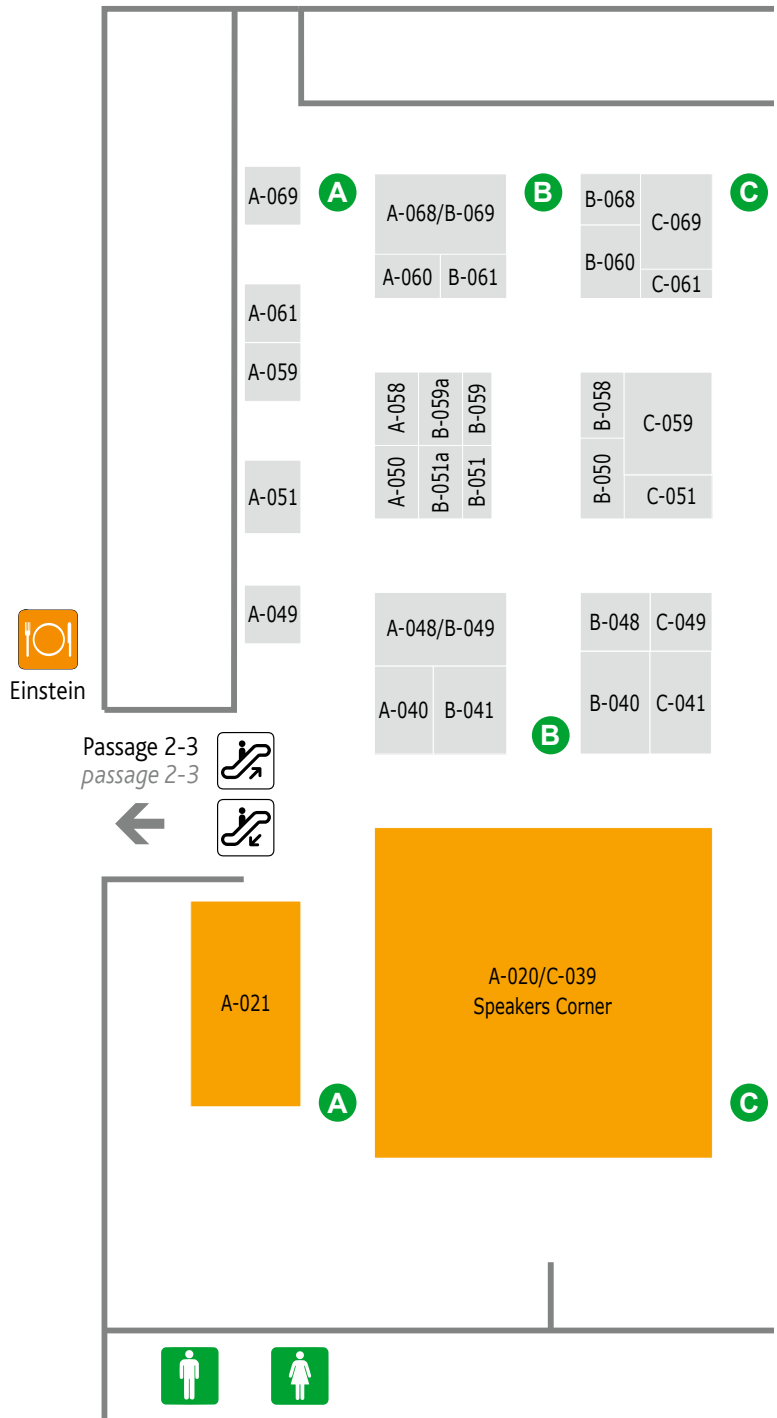 A-069
A
A-068/B-069
B
B-068
C-069
C
A-060
B-061
B-060
C-061
A-061
A-059
A-058
B-059a
B-059
B-058
C-059
A-050
B-051a
B-051
B-050
C-051
A-051
A-049
A-048/B-049
B-048
C-049
Einstein
A-040
B-041
B
B-040
C-041
Passage 2-3
passage 2-3
A-021
A-020/C-039
Speakers Corner
A
C